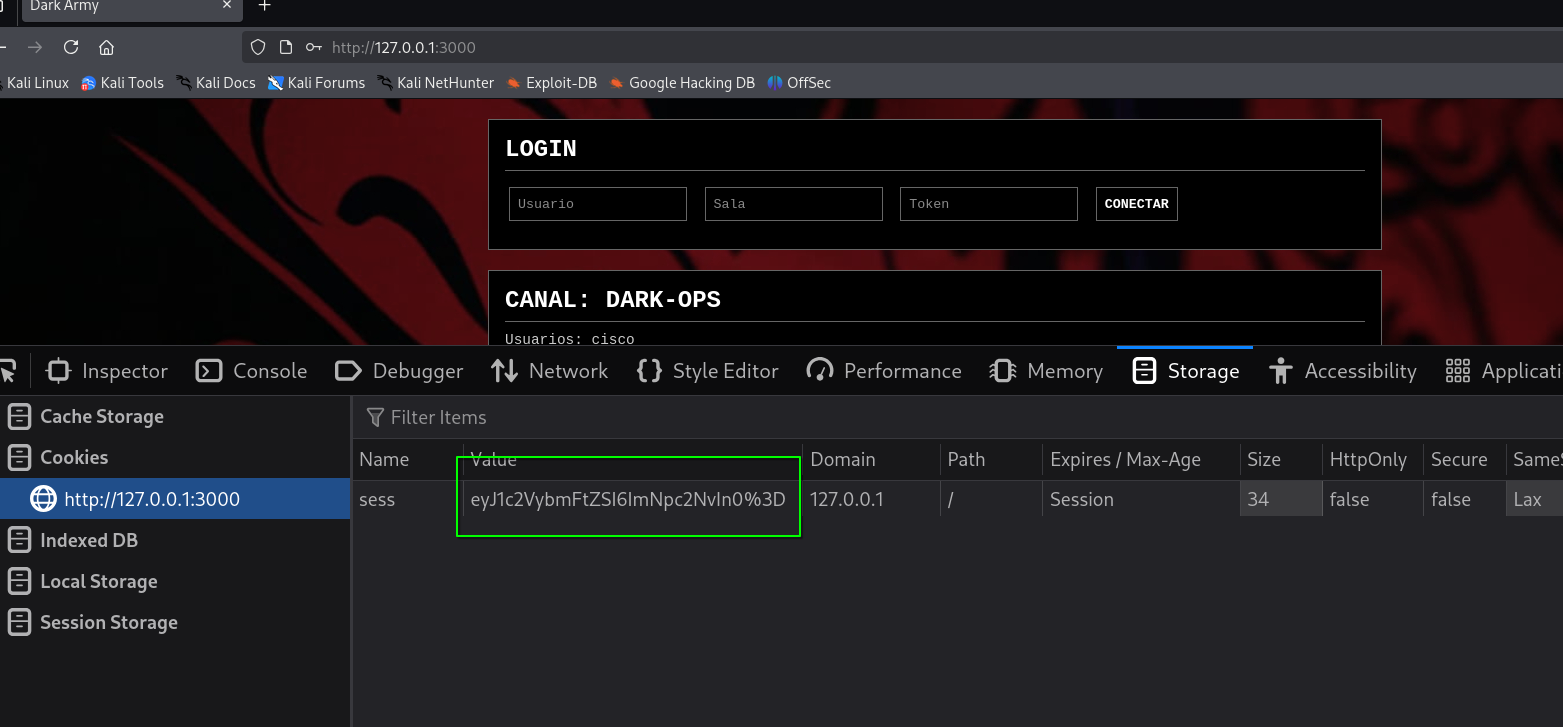 Dark Army
http://127.0.0.1:3000
Kali Linux Kali Tools Kali Docs Kali Forums Kali NetHunter Exploit-DB Google Hacking DB OffSec
LOGIN
Usuario Sala Token CONECTAR
CANAL: DARK-OPS
Usuarios: cisco
Inspector Console Debugger Network Style Editor Performance Memory Storage Accessibility Applicati
Cache Storage
Filter Items
Cookies
Name Value Domain Path Expires / Max-Age Size HttpOnly Secure SameS
http://127.0.0.1:3000
sess eyJ1c2VybmFtZSI6ImNpc2NvIn0%3D 127.0.0.1 / Session 34 false false Lax
Indexed DB
Local Storage
Session Storage